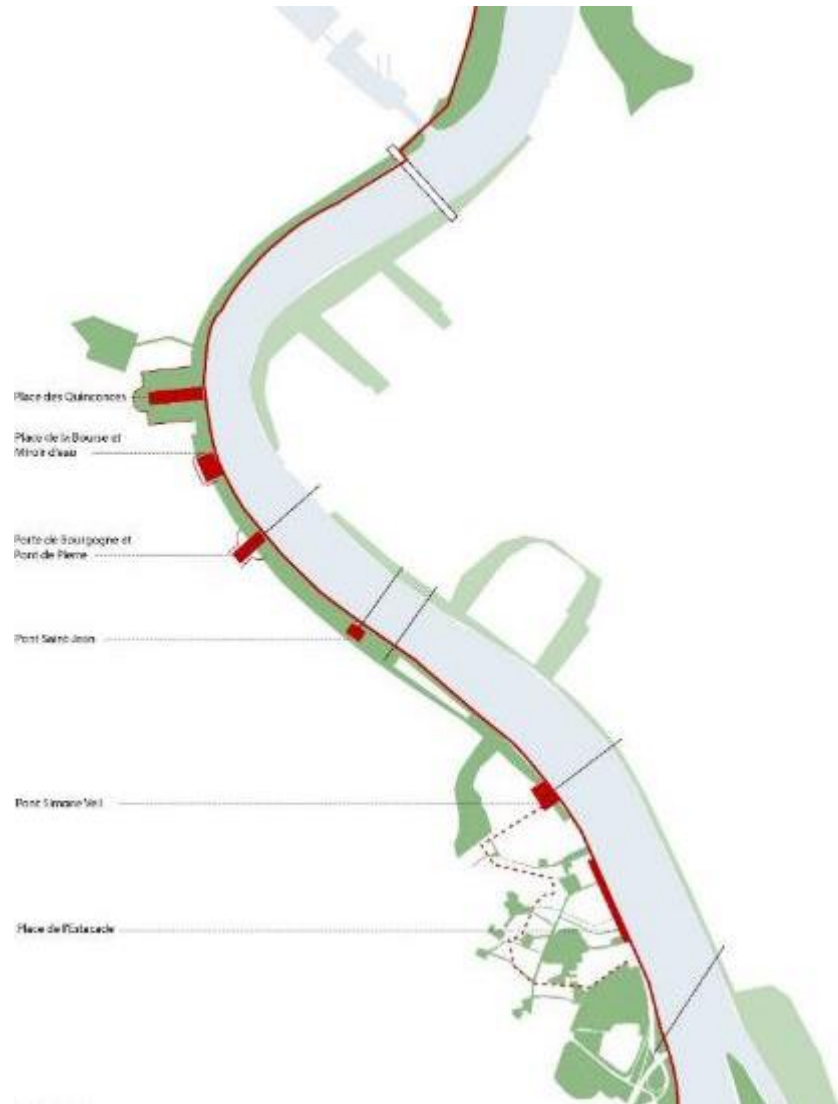 Place des Quinconces
Place de la Bourse et
Miroir d'eau
Porte de Bourgogne et
Pont de Pierre
Pont Saint-Jean
Pont Simone Veil
Place de l'Estacade